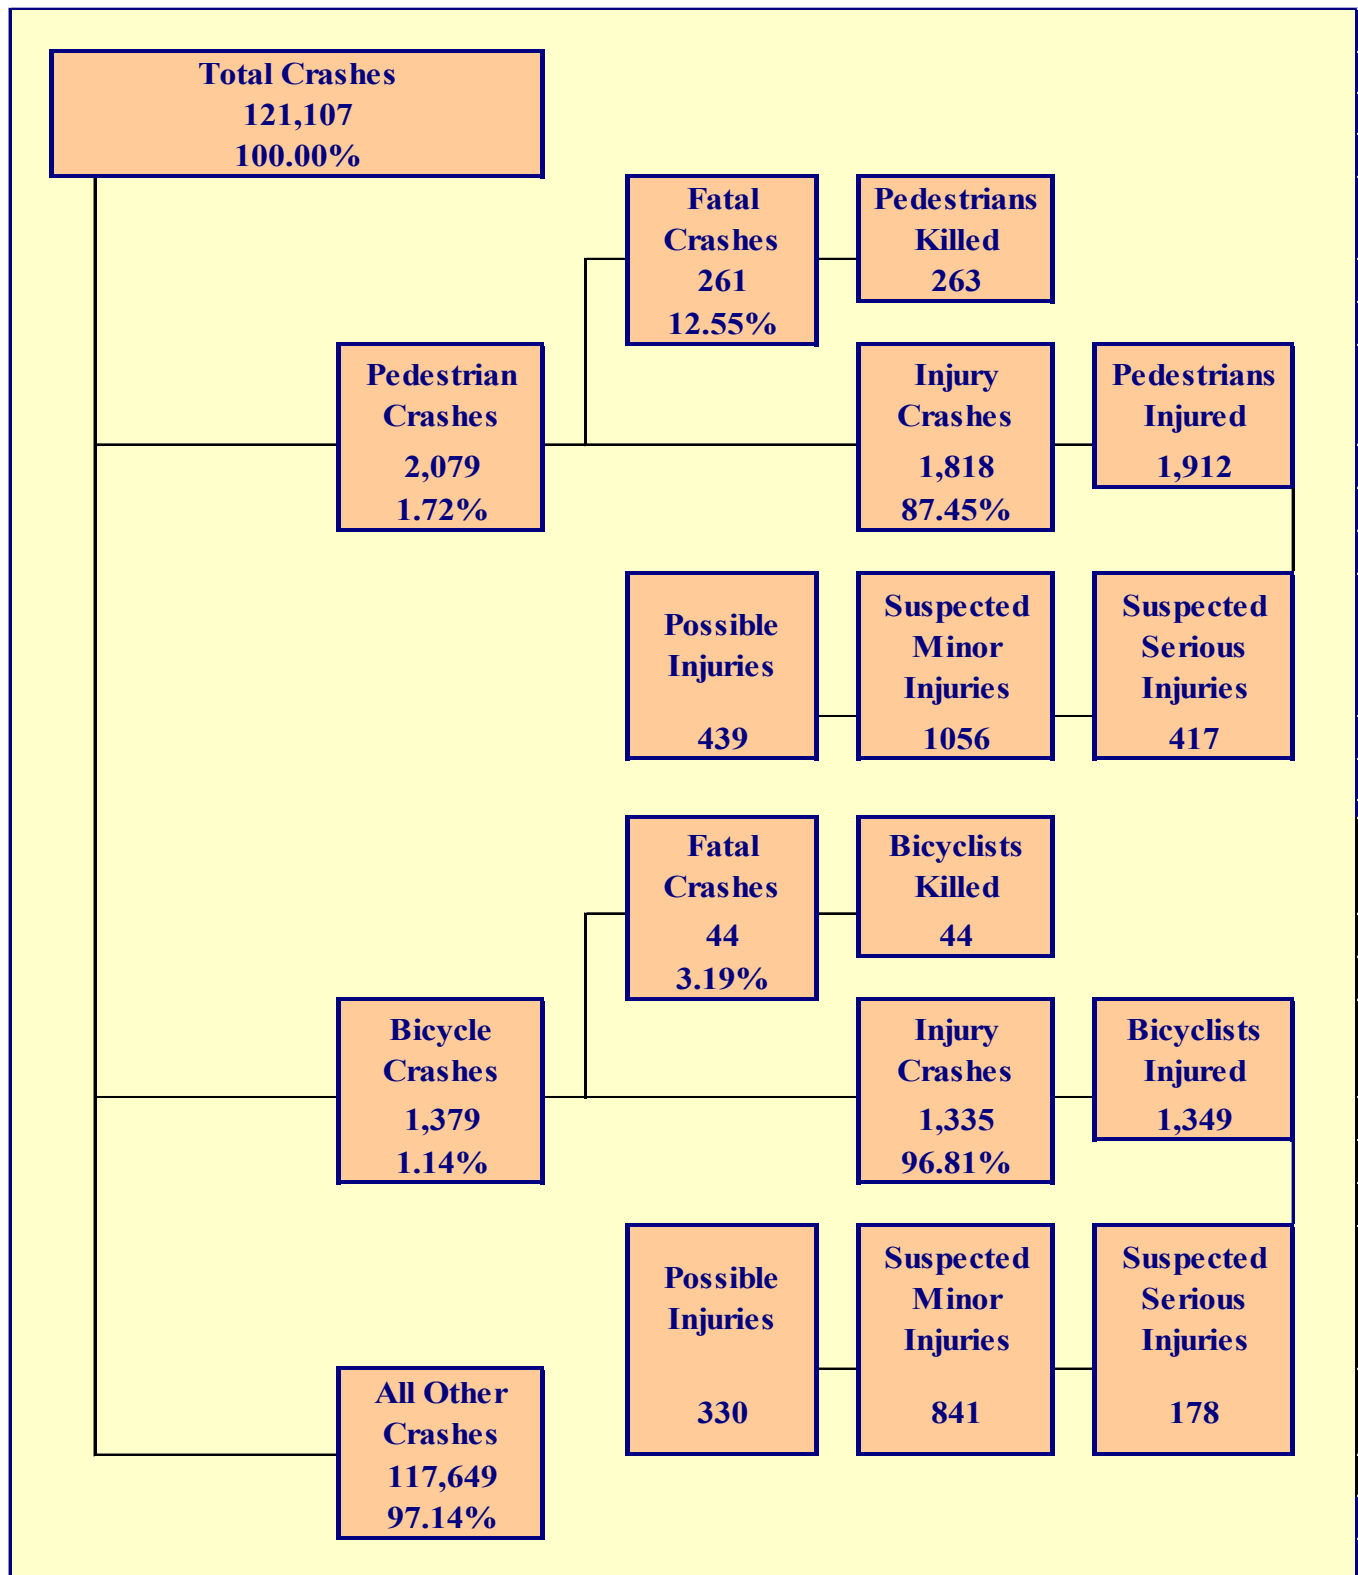 Total Crashes
121,107
100.00%
Fatal
Crashes
261
12.55%
Pedestrians
Killed
263
Pedestrian
Crashes
2,079
1.72%
Injury
Crashes
1,818
87.45%
Pedestrians
Injured
1,912
Possible
Injuries
439
Suspected
Minor
Injuries
1056
Suspected
Serious
Injuries
417
Fatal
Crashes
44
3.19%
Bicyclists
Killed
44
Bicycle
Crashes
1,379
1.14%
Injury
Crashes
1,335
96.81%
Bicyclists
Injured
1,349
Possible
Injuries
330
Suspected
Minor
Injuries
841
Suspected
Serious
Injuries
178
All Other
Crashes
117,649
97.14%